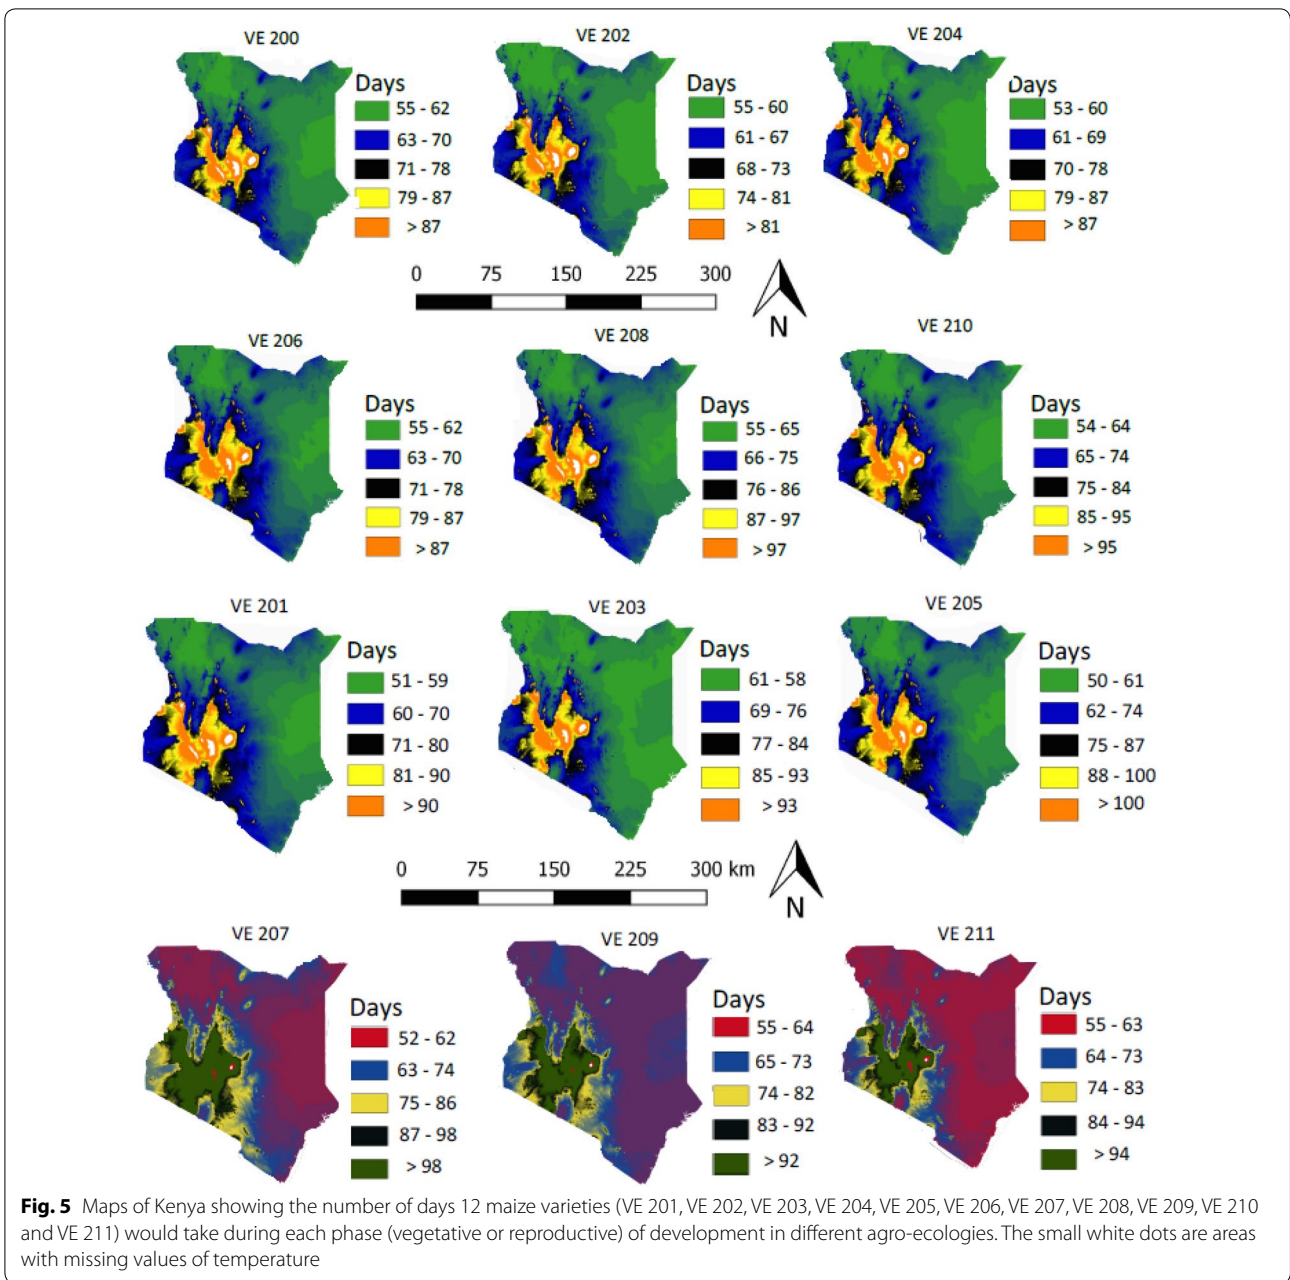 VE 200
Days
55 - 62
63 - 70
71 - 78
79 - 87
> 87
VE 202
Days
55 - 60
61 - 67
68 - 73
74 - 81
> 81
VE 204
Days
53 - 60
61 - 69
70 - 78
79 - 87
> 87
0 75 150 225 300
N
VE 206
Days
55 - 62
63 - 70
71 - 78
79 - 87
> 87
VE 208
Days
55 - 65
66 - 75
76 - 86
87 - 97
> 97
VE 210
Days
54 - 64
65 - 74
75 - 84
85 - 95
> 95
VE 201
Days
51 - 59
60 - 70
71 - 80
81 - 90
> 90
VE 203
Days
61 - 58
69 - 76
77 - 84
85 - 93
> 93
VE 205
Days
50 - 61
62 - 74
75 - 87
88 - 100
> 100
0 75 150 225 300 km
N
VE 207
Days
52 - 62
63 - 74
75 - 86
87 - 98
> 98
VE 209
Days
55 - 64
65 - 73
74 - 82
83 - 92
> 92
VE 211
Days
55 - 63
64 - 73
74 - 83
84 - 94
> 94
Fig. 5 Maps of Kenya showing the number of days 12 maize varieties (VE 201, VE 202, VE 203, VE 204, VE 205, VE 206, VE 207, VE 208, VE 209, VE 210
and VE 211) would take during each phase (vegetative or reproductive) of development in different agro-ecologies. The small white dots are areas
with missing values of temperature